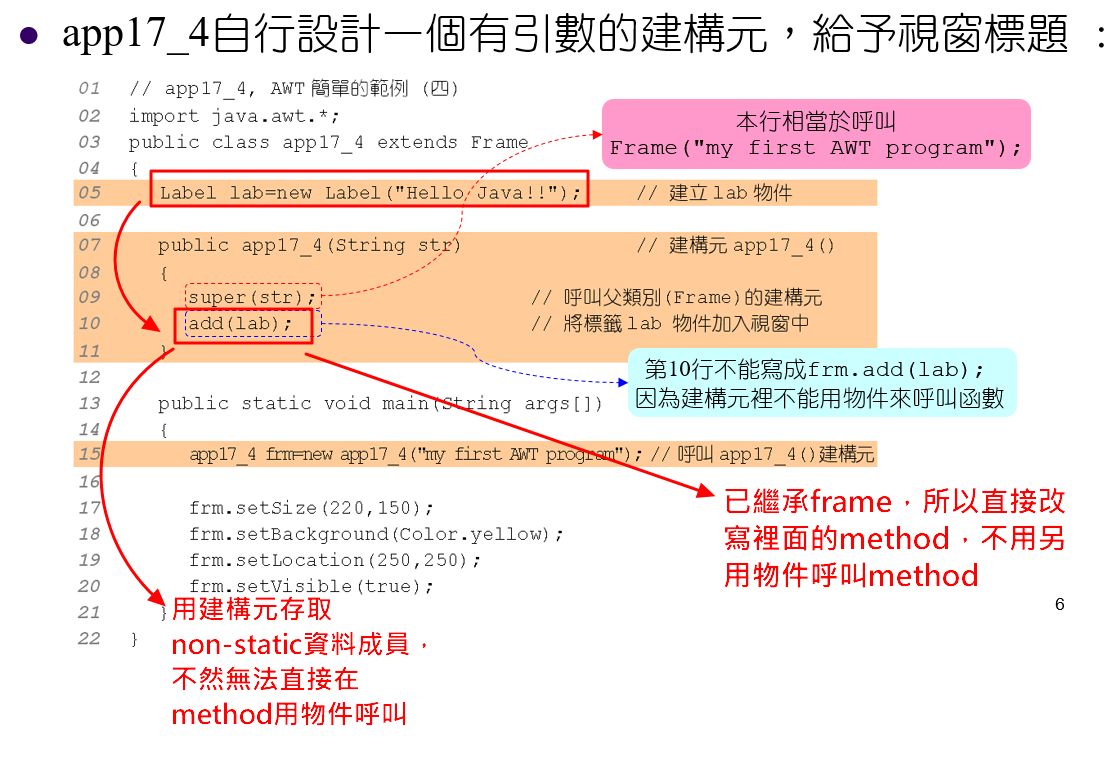 app17_4自行設計一個有引數的建構元，給予視窗標題：
01 // app17_4, AWT簡單的範例 (四)
02 import java.awt.*;
03 public class app17_4 extends Frame
04 {
05 Label lab=new Label("Hello Java!!"); // 建立 lab 物件
06
07 public app17_4(String str) // 建構元 app17_4()
08 {
09 super(str); // 呼叫父類別(Frame)的建構元
10 add(lab); // 將標籤 lab 物件加入視窗中
11 }
12
13 public static void main(String args[])
14 {
15 app17_4 frm=new app17_4("my first AWT program"); // 呼叫 app17_4()建構元
16
17 frm.setSize(220,150);
18 frm.setBackground(Color.yellow);
19 frm.setLocation(250,250);
20 frm.setVisible(true);
21 }
22 }
本行相當於呼叫
Frame("my first AWT program");
第10行不能寫成frm.add(lab);
因為建構元裡不能用物件來呼叫函數
已繼承frame，所以直接改
寫裡面的method，不用另
用物件呼叫method
用建構元存取
non-static資料成員，
不然無法直接在
method用物件呼叫
6